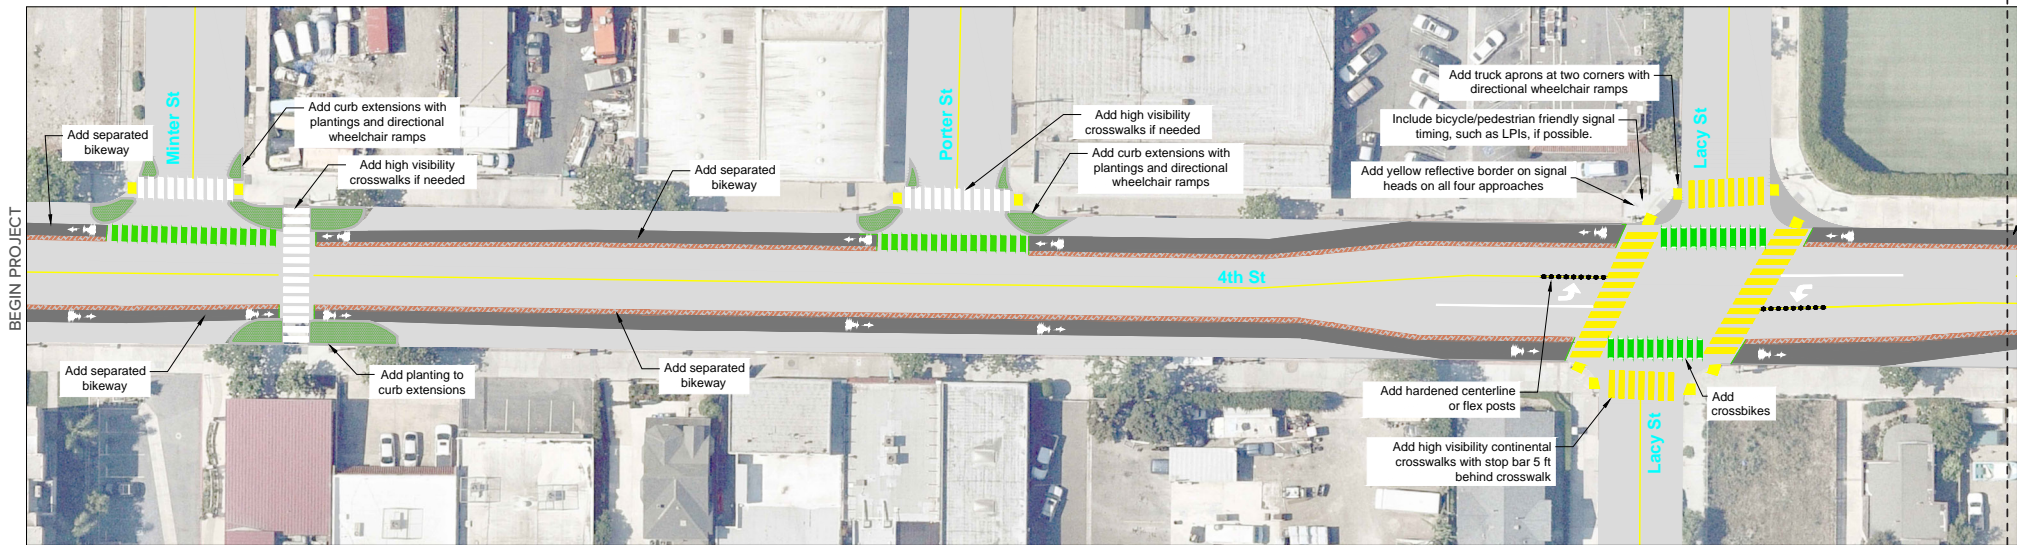 BEGIN PROJECT
Minter St
Add separated
bikeway
Add curb extensions with
plantings and directional
wheelchair ramps
Add high visibility
crosswalks if needed
Add separated
bikeway
Add planting to
curb extensions
Add separated
bikeway
Add separated
bikeway
Porter St
Add high visibility
crosswalks if needed
Add curb extensions with
plantings and directional
wheelchair ramps
4th St
Add truck aprons at two corners with
directional wheelchair ramps
Include bicycle/pedestrian friendly signal
timing, such as LPIs, if possible.
Add yellow reflective border on signal
heads on all four approaches
Lacy St
Add hardened centerline
or flex posts
Add high visibility continental
crosswalks with stop bar 5 ft
behind crosswalk
Add
crossbikes
Lacy St